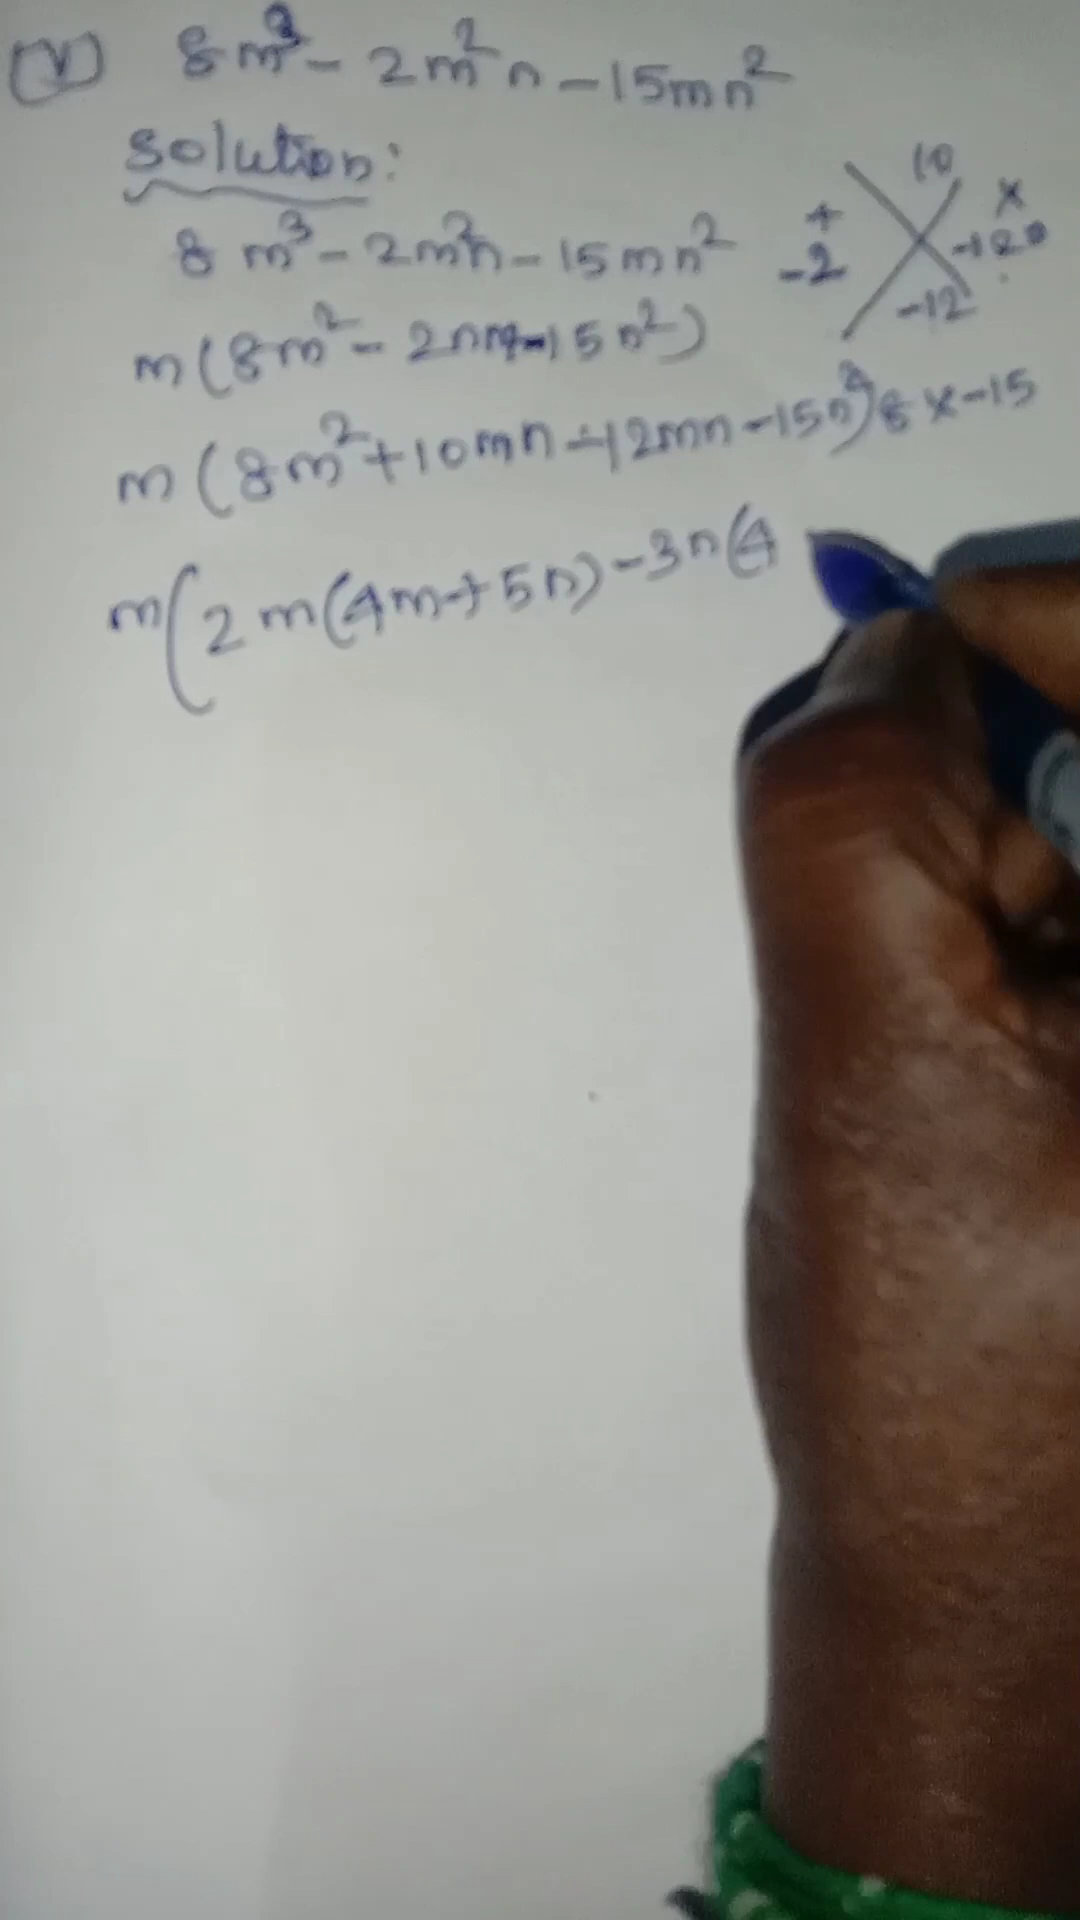 (V) 8m³ - 2m²n - 15mn²
Solution:
8m³ - 2m²n - 15mn²
m(8m² - 2nm - 15n²)
m(8m² + 10mn - 12mn - 15n²)
m(2m(4m + 5n) - 3n(4
10
+
-2
×
-120
-12
8 × -15